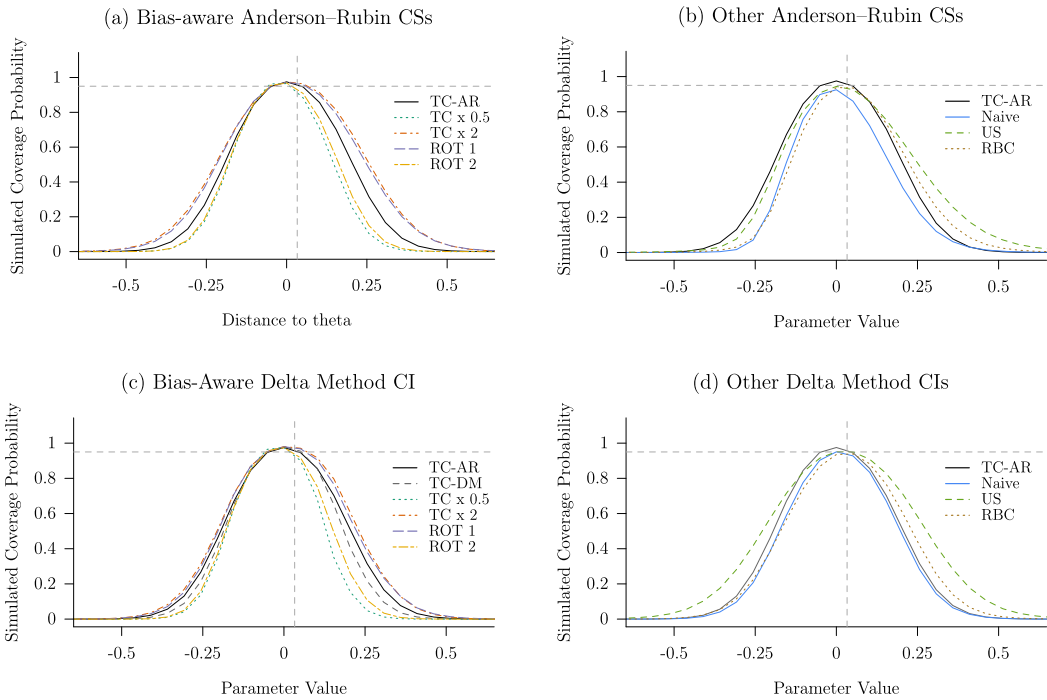 (a) Bias-aware Anderson–Rubin CSs
Simulated Coverage Probability
1
0.8
0.6
0.4
0.2
0
-0.5
-0.25
0
0.25
0.5
Distance to theta
TC-AR
TC x 0.5
TC x 2
ROT 1
ROT 2
(b) Other Anderson–Rubin CSs
Simulated Coverage Probability
1
0.8
0.6
0.4
0.2
0
-0.5
-0.25
0
0.25
0.5
Parameter Value
TC-AR
Naive
US
RBC
(c) Bias-Aware Delta Method CI
Simulated Coverage Probability
1
0.8
0.6
0.4
0.2
0
-0.5
-0.25
0
0.25
0.5
Parameter Value
TC-AR
TC-DM
TC x 0.5
TC x 2
ROT 1
ROT 2
(d) Other Delta Method CIs
Simulated Coverage Probability
1
0.8
0.6
0.4
0.2
0
-0.5
-0.25
0
0.25
0.5
Parameter Value
TC-AR
Naive
US
RBC